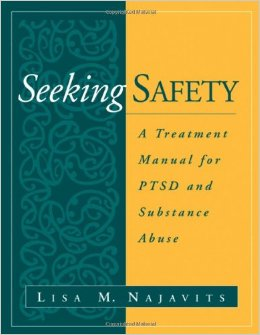 Seeking SAFETY
A Treatment
Manual for
PTSD and
Substance
Abuse
LISA M. NAJAVITS